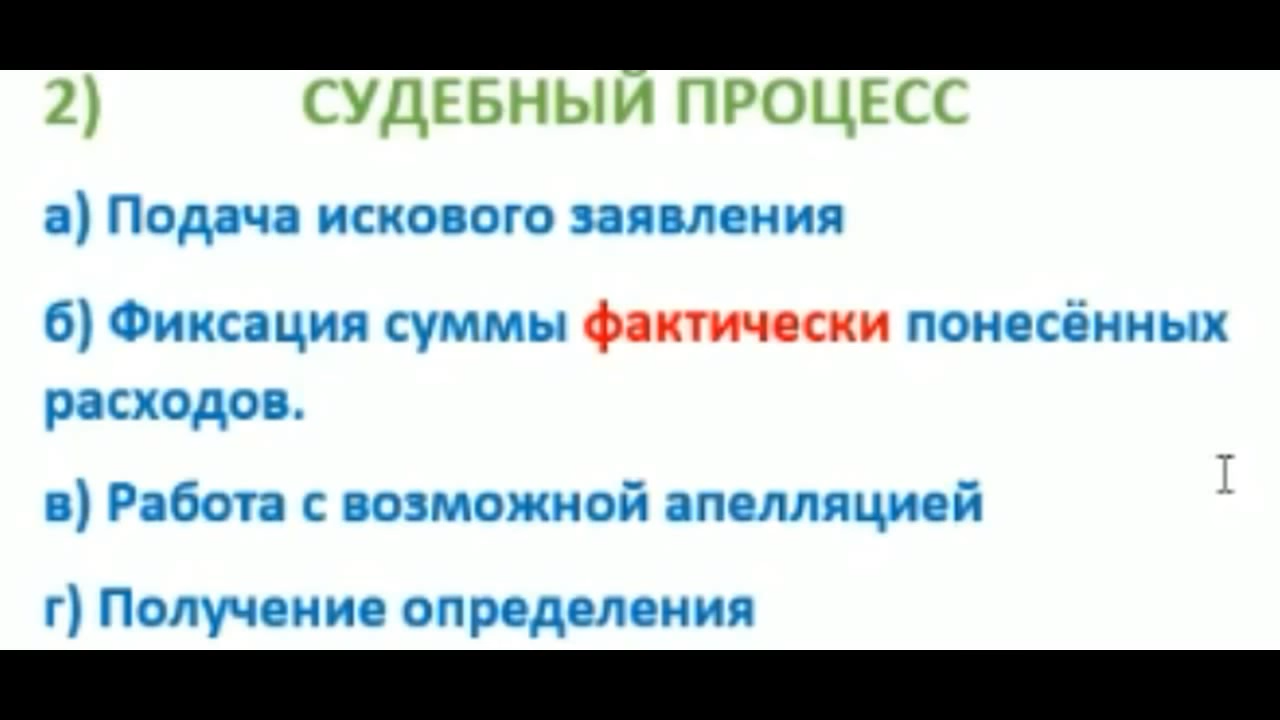 2) СУДЕБНЫЙ ПРОЦЕСС
а) Подача искового заявления
б) Фиксация суммы фактически понесённых
расходов.
в) Работа с возможной апелляцией
г) Получение определения